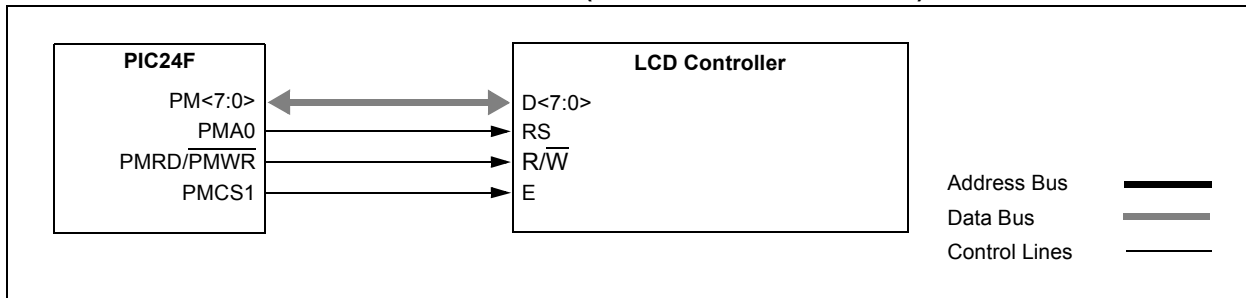 PIC24F
PM<7:0>
PMA0
PMRD/PMWR
PMCS1
LCD Controller
D<7:0>
RS
R/W
E
Address Bus
Data Bus
Control Lines